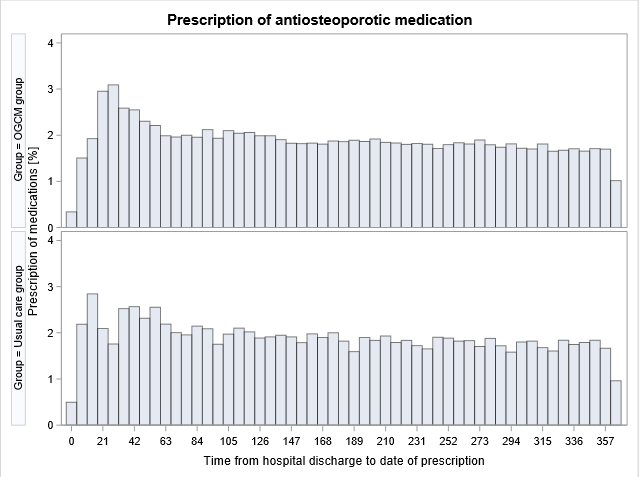 Prescription of antiosteoporotic medication
Prescription of medications [%]
Group = OGCM group
4
3
2
1
0
Group = Usual care group
4
3
2
1
0
0 21 42 63 84 105 126 147 168 189 210 231 252 273 294 315 336 357
Time from hospital discharge to date of prescription